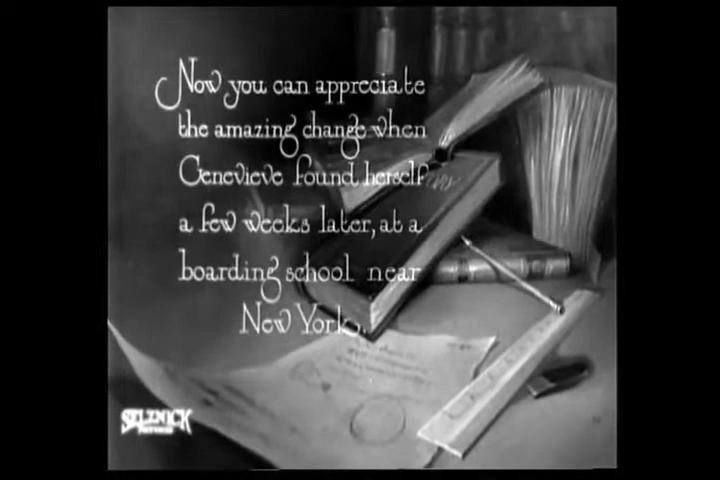 Now you can appreciate
the amazing change when
Genevieve found herself
a few weeks later, at a
boarding school near
New York.
SELZNICK
PICTURES